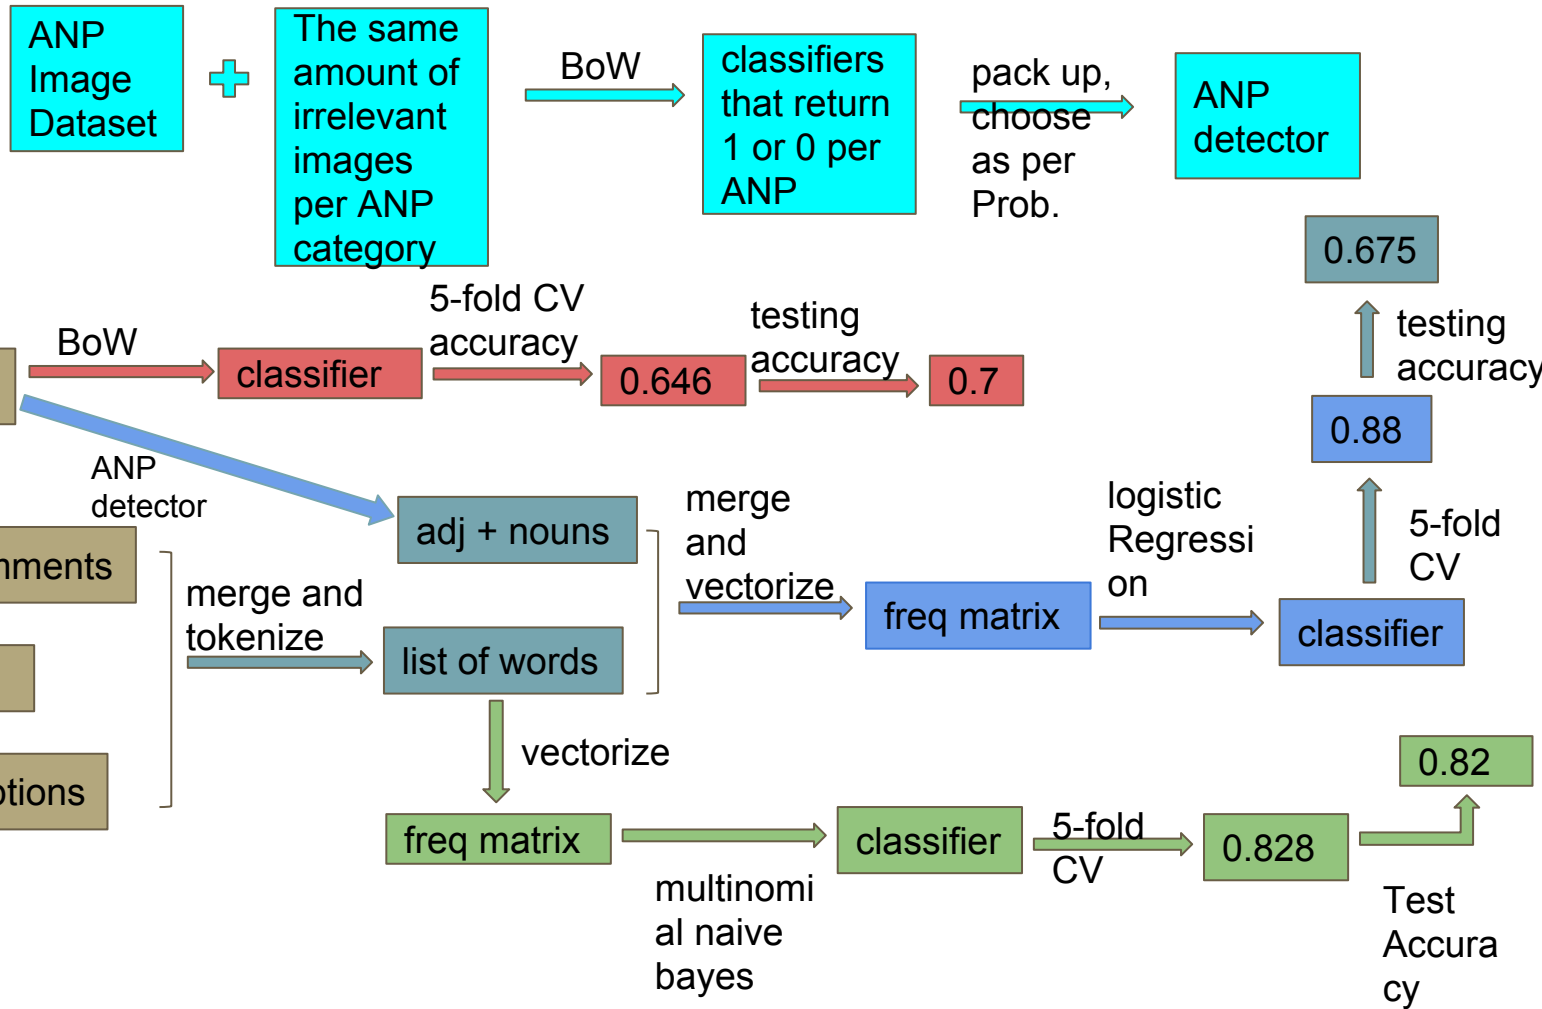 ANP
Image
Dataset
The same
amount of
irrelevant
images
per ANP
category
BoW
classifiers
that return
1 or 0 per
ANP
pack up,
choose
as per
Prob.
ANP
detector
0.675
testing
accuracy
BoW
classifier
5-fold CV
accuracy
0.646
testing
accuracy
0.7
0.88
ANP
detector
adj + nouns
merge
and
vectorize
logistic
Regressi
on
5-fold
CV
mments
merge and
tokenize
list of words
freq matrix
classifier
vectorize
ptions
freq matrix
multinomi
al naive
bayes
classifier
5-fold
CV
0.828
0.82
Test
Accura
cy